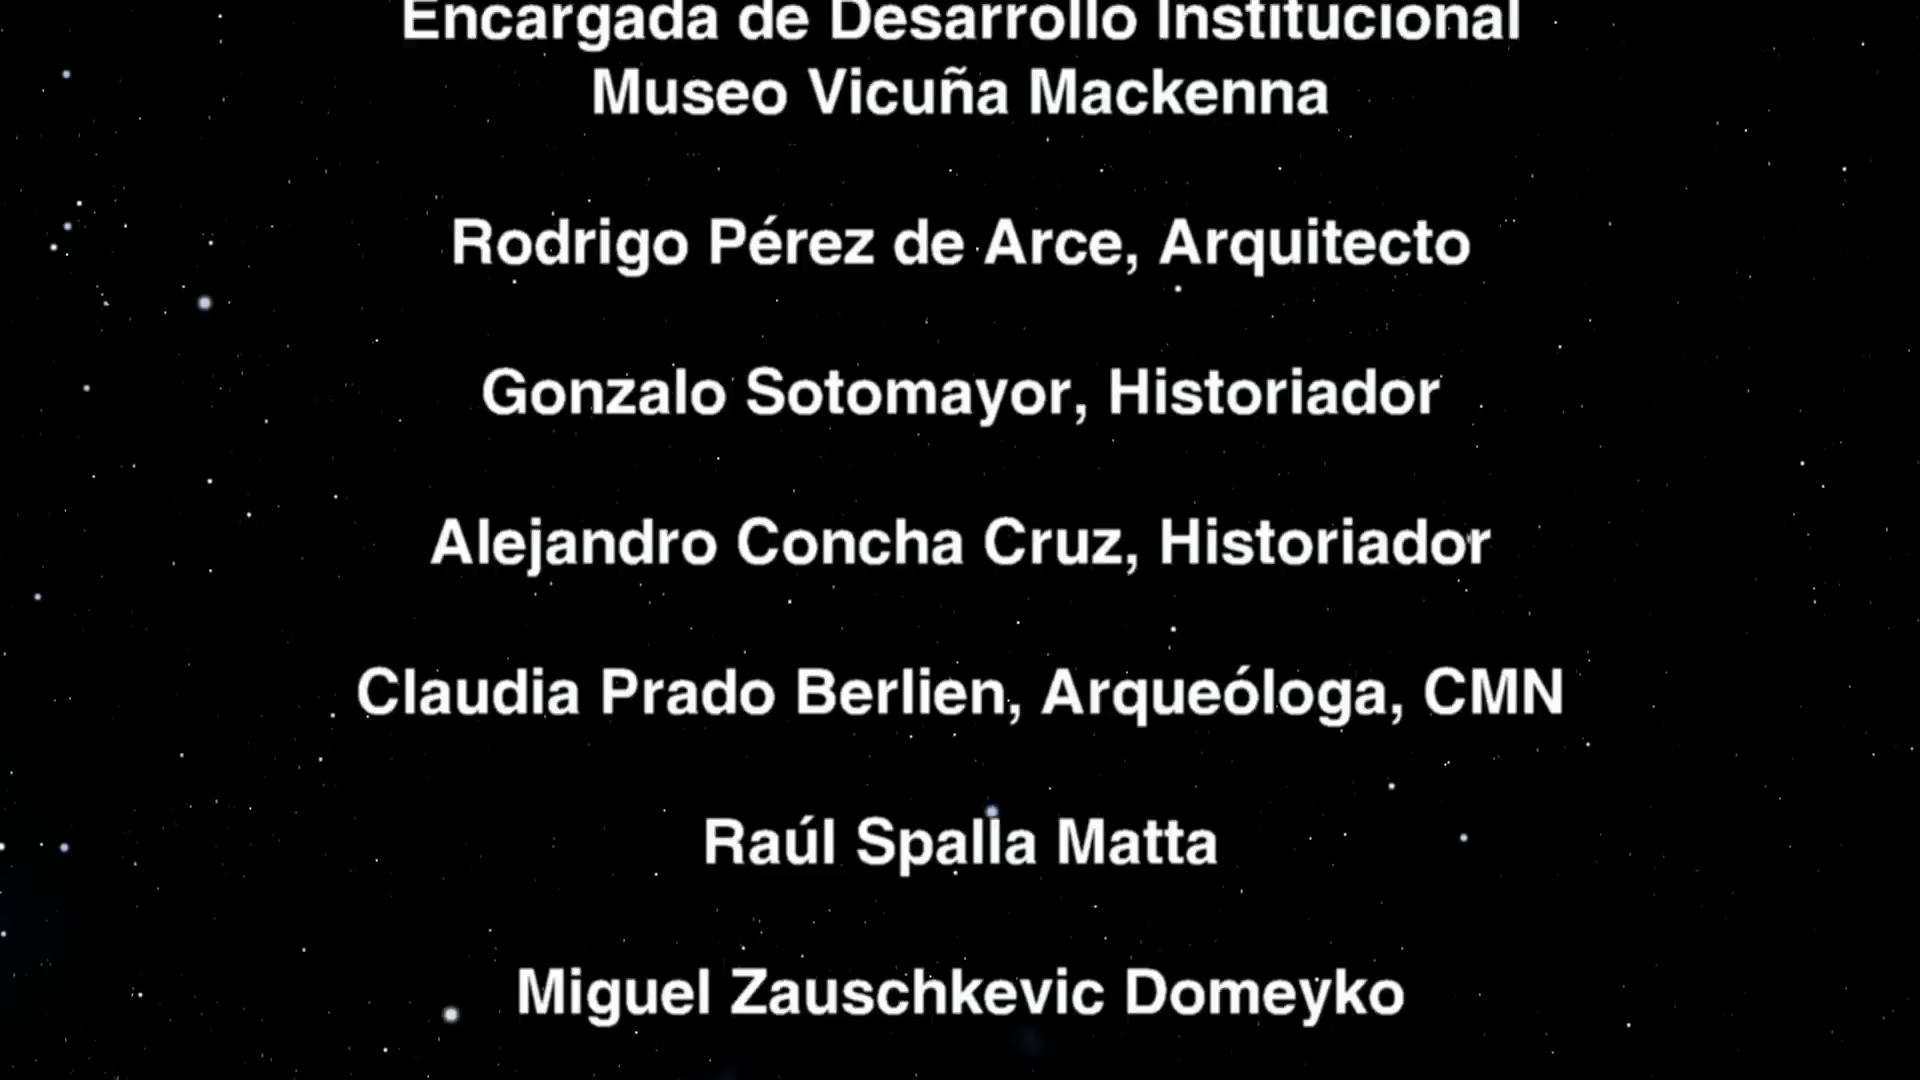 Encargada de Desarrollo Institucional
Museo Vicuña Mackenna
Rodrigo Pérez de Arce, Arquitecto
Gonzalo Sotomayor, Historiador
Alejandro Concha Cruz, Historiador
Claudia Prado Berlien, Arqueóloga, CMN
Raúl Spalla Matta
Miguel Zauschkevic Domeyko